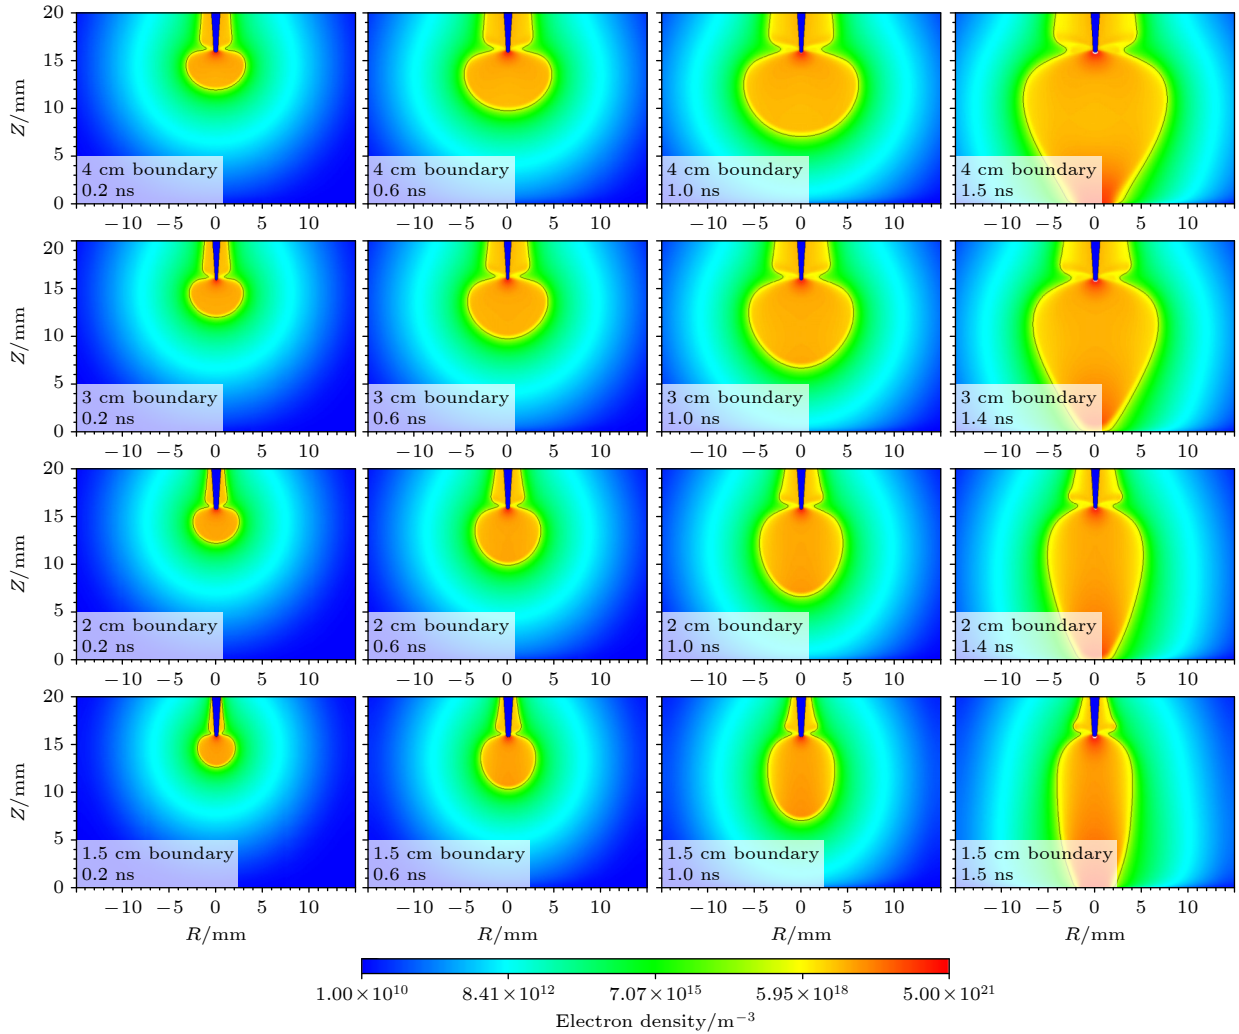 20
15
10
5
0
Z/mm
4 cm boundary
0.2 ns
4 cm boundary
0.6 ns
4 cm boundary
1.0 ns
4 cm boundary
1.5 ns
−10 −5 0 5 10
−10 −5 0 5 10
−10 −5 0 5 10
−10 −5 0 5 10
20
15
10
5
0
Z/mm
3 cm boundary
0.2 ns
3 cm boundary
0.6 ns
3 cm boundary
1.0 ns
3 cm boundary
1.4 ns
−10 −5 0 5 10
−10 −5 0 5 10
−10 −5 0 5 10
−10 −5 0 5 10
20
15
10
5
0
Z/mm
2 cm boundary
0.2 ns
2 cm boundary
0.6 ns
2 cm boundary
1.0 ns
2 cm boundary
1.4 ns
−10 −5 0 5 10
−10 −5 0 5 10
−10 −5 0 5 10
−10 −5 0 5 10
20
15
10
5
0
Z/mm
1.5 cm boundary
0.2 ns
1.5 cm boundary
0.6 ns
1.5 cm boundary
1.0 ns
1.5 cm boundary
1.5 ns
−10 −5 0 5 10
−10 −5 0 5 10
−10 −5 0 5 10
−10 −5 0 5 10
R/mm
R/mm
R/mm
R/mm
1.00×10¹⁰ 8.41×10¹² 7.07×10¹⁵ 5.95×10¹⁸ 5.00×10²¹
Electron density/m⁻³